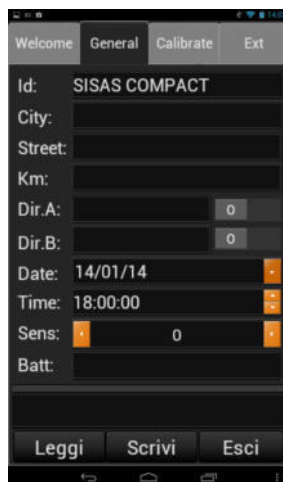 Welcome General Calibrate Ext
Id: SISAS COMPACT
City:
Street:
Km:
Dir.A: 0
Dir.B: 0
Date: 14/01/14
Time: 18:00:00
Sens: 0
Batt:
Leggi Scrivi Esci